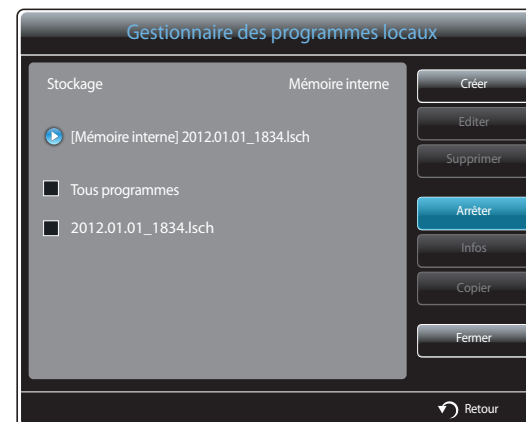 Gestionnaire des programmes locaux
Stockage Mémoire interne
[Mémoire interne] 2012.01.01_1834.lsch
Tous programmes
2012.01.01_1834.lsch
Créer
Editer
Supprimer
Arrêter
Infos
Copier
Fermer
Retour